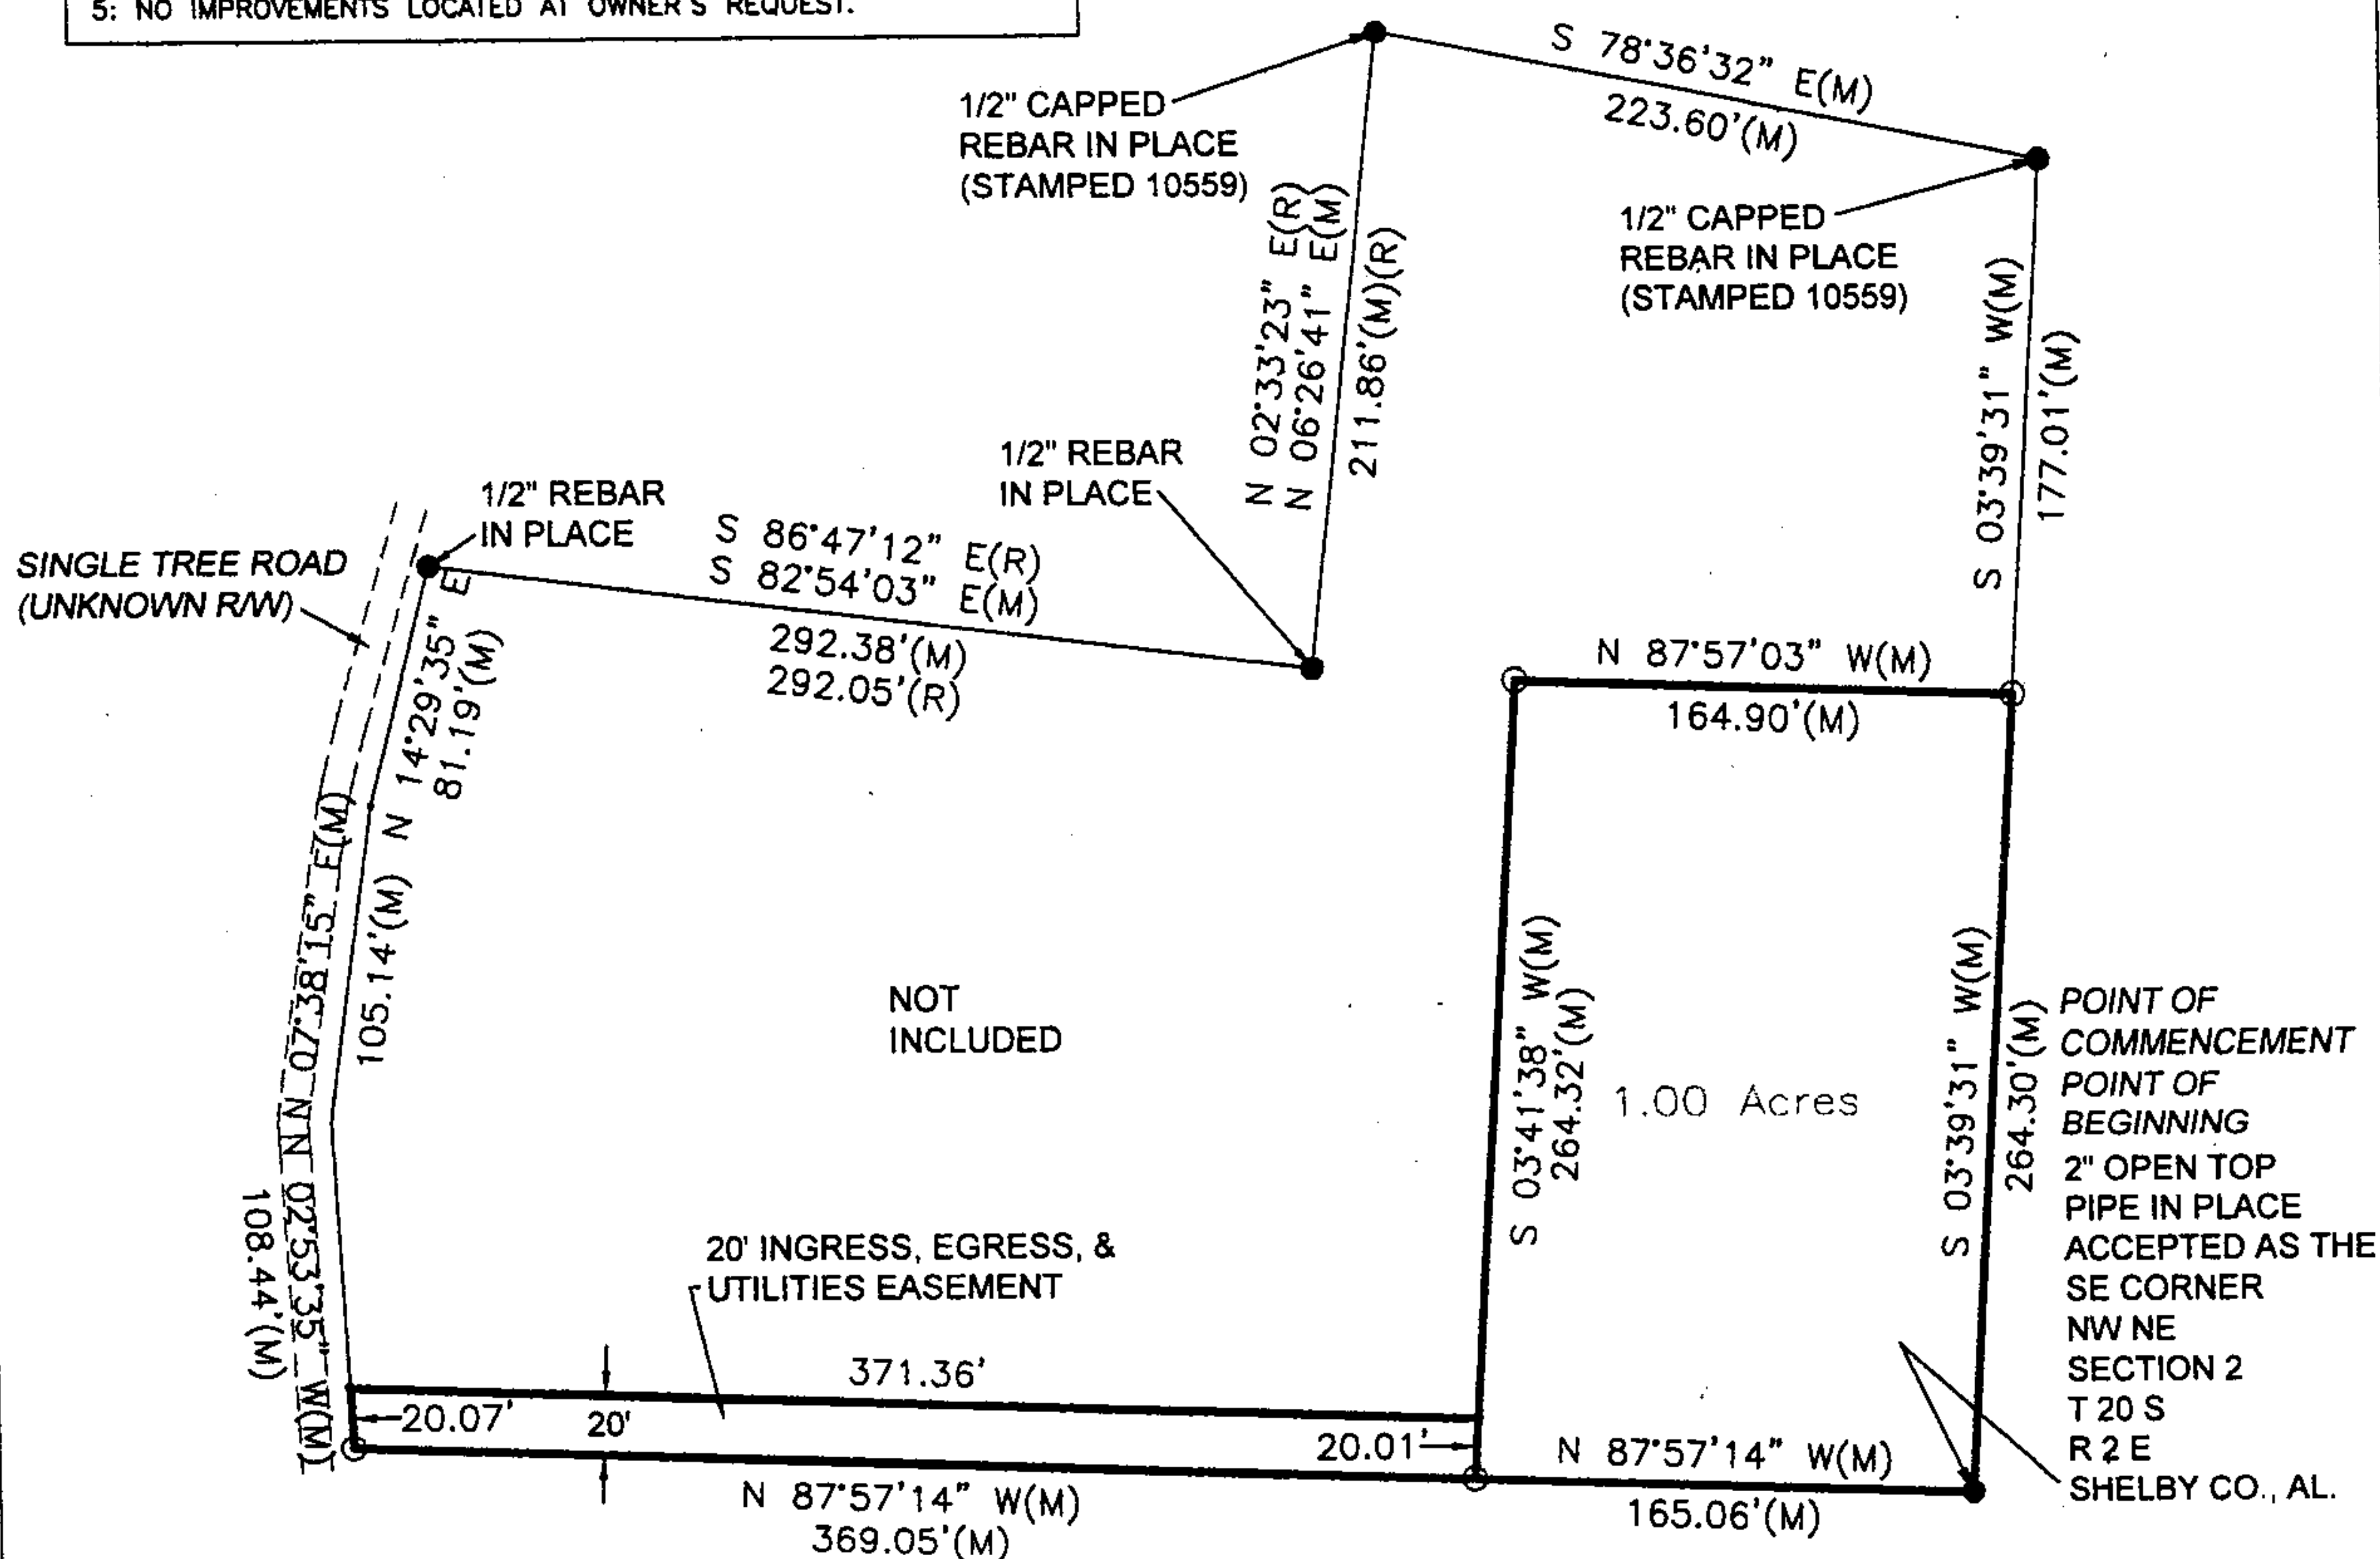 5: NO IMPROVEMENTS LOCATED AT OWNER'S REQUEST.
S 78°36'32" E(M)
223.60'(M)
1/2" CAPPED
REBAR IN PLACE
(STAMPED 10559)
N 02°33'23" E(R)
N 06°26'41" E(M)
211.86'(M)(R)
1/2" CAPPED
REBAR IN PLACE
(STAMPED 10559)
S 03°39'31" W(M)
177.01'(M)
1/2" REBAR
IN PLACE
1/2" REBAR
IN PLACE
SINGLE TREE ROAD
(UNKNOWN R/W)
S 86°47'12" E(R)
S 82°54'03" E(M)
292.38'(M)
292.05'(R)
N 14°29'35" E
81.19'(M)
N 87°57'03" W(M)
164.90'(M)
N 07°38'15" E(M)
105.14'(M)
NOT
INCLUDED
S 03°41'38" W(M)
264.32'(M)
1.00 Acres
S 03°39'31" W(M)
264.30'(M)
POINT OF
COMMENCEMENT
POINT OF
BEGINNING
2" OPEN TOP
PIPE IN PLACE
ACCEPTED AS THE
SE CORNER
NW NE
SECTION 2
T 20 S
R 2 E
SHELBY CO., AL.
N 02°53'35" W(M)
108.44'(M)
20' INGRESS, EGRESS, &
UTILITIES EASEMENT
371.36'
20.07'
20'
20.01'
N 87°57'14" W(M)
369.05'(M)
N 87°57'14" W(M)
165.06'(M)